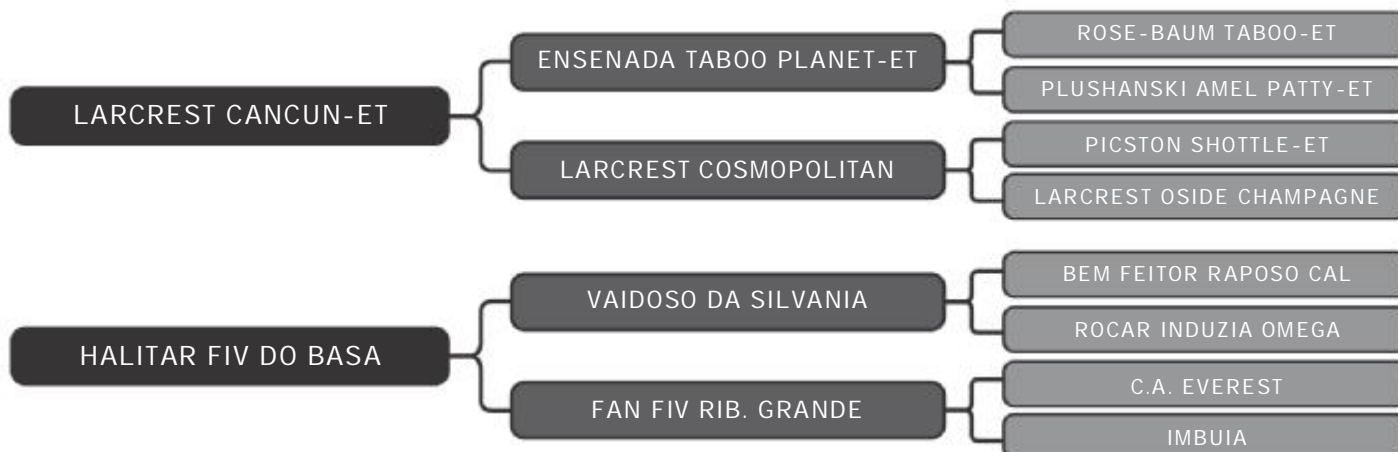 LARCREST CANCUN-ET
ENSENADA TABOO PLANET-ET
ROSE-BAUM TABOO-ET
PLUSHANSKI AMEL PATTY-ET
LARCREST COSMOPOLITAN
PICSTON SHOTTLE-ET
LARCREST OSIDE CHAMPAGNE
HALITAR FIV DO BASA
VAIDOSO DA SILVANIA
BEM FEITOR RAPOSO CAL
ROCAR INDUZIA OMEGA
FAN FIV RIB. GRANDE
C.A. EVEREST
IMBUIA